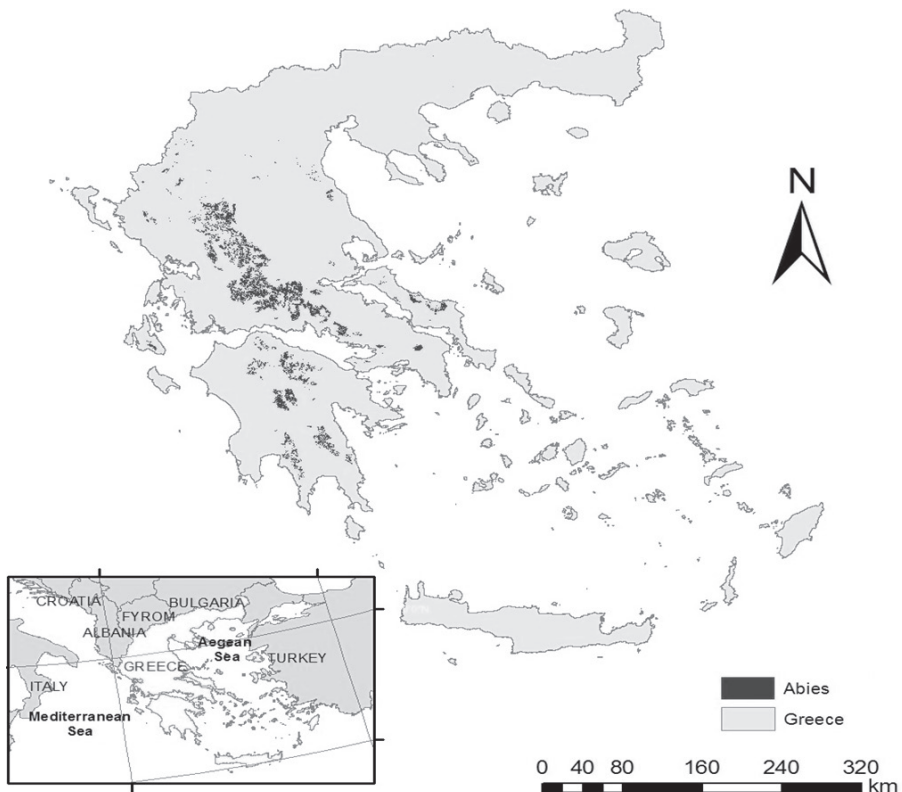 N
CROATIA
BULGARIA
FYROM
ALBANIA
Aegean
Sea
GREECE
TURKEY
ITALY
Mediterranean
Sea
Abies
Greece
0 40 80 160 240 320
km